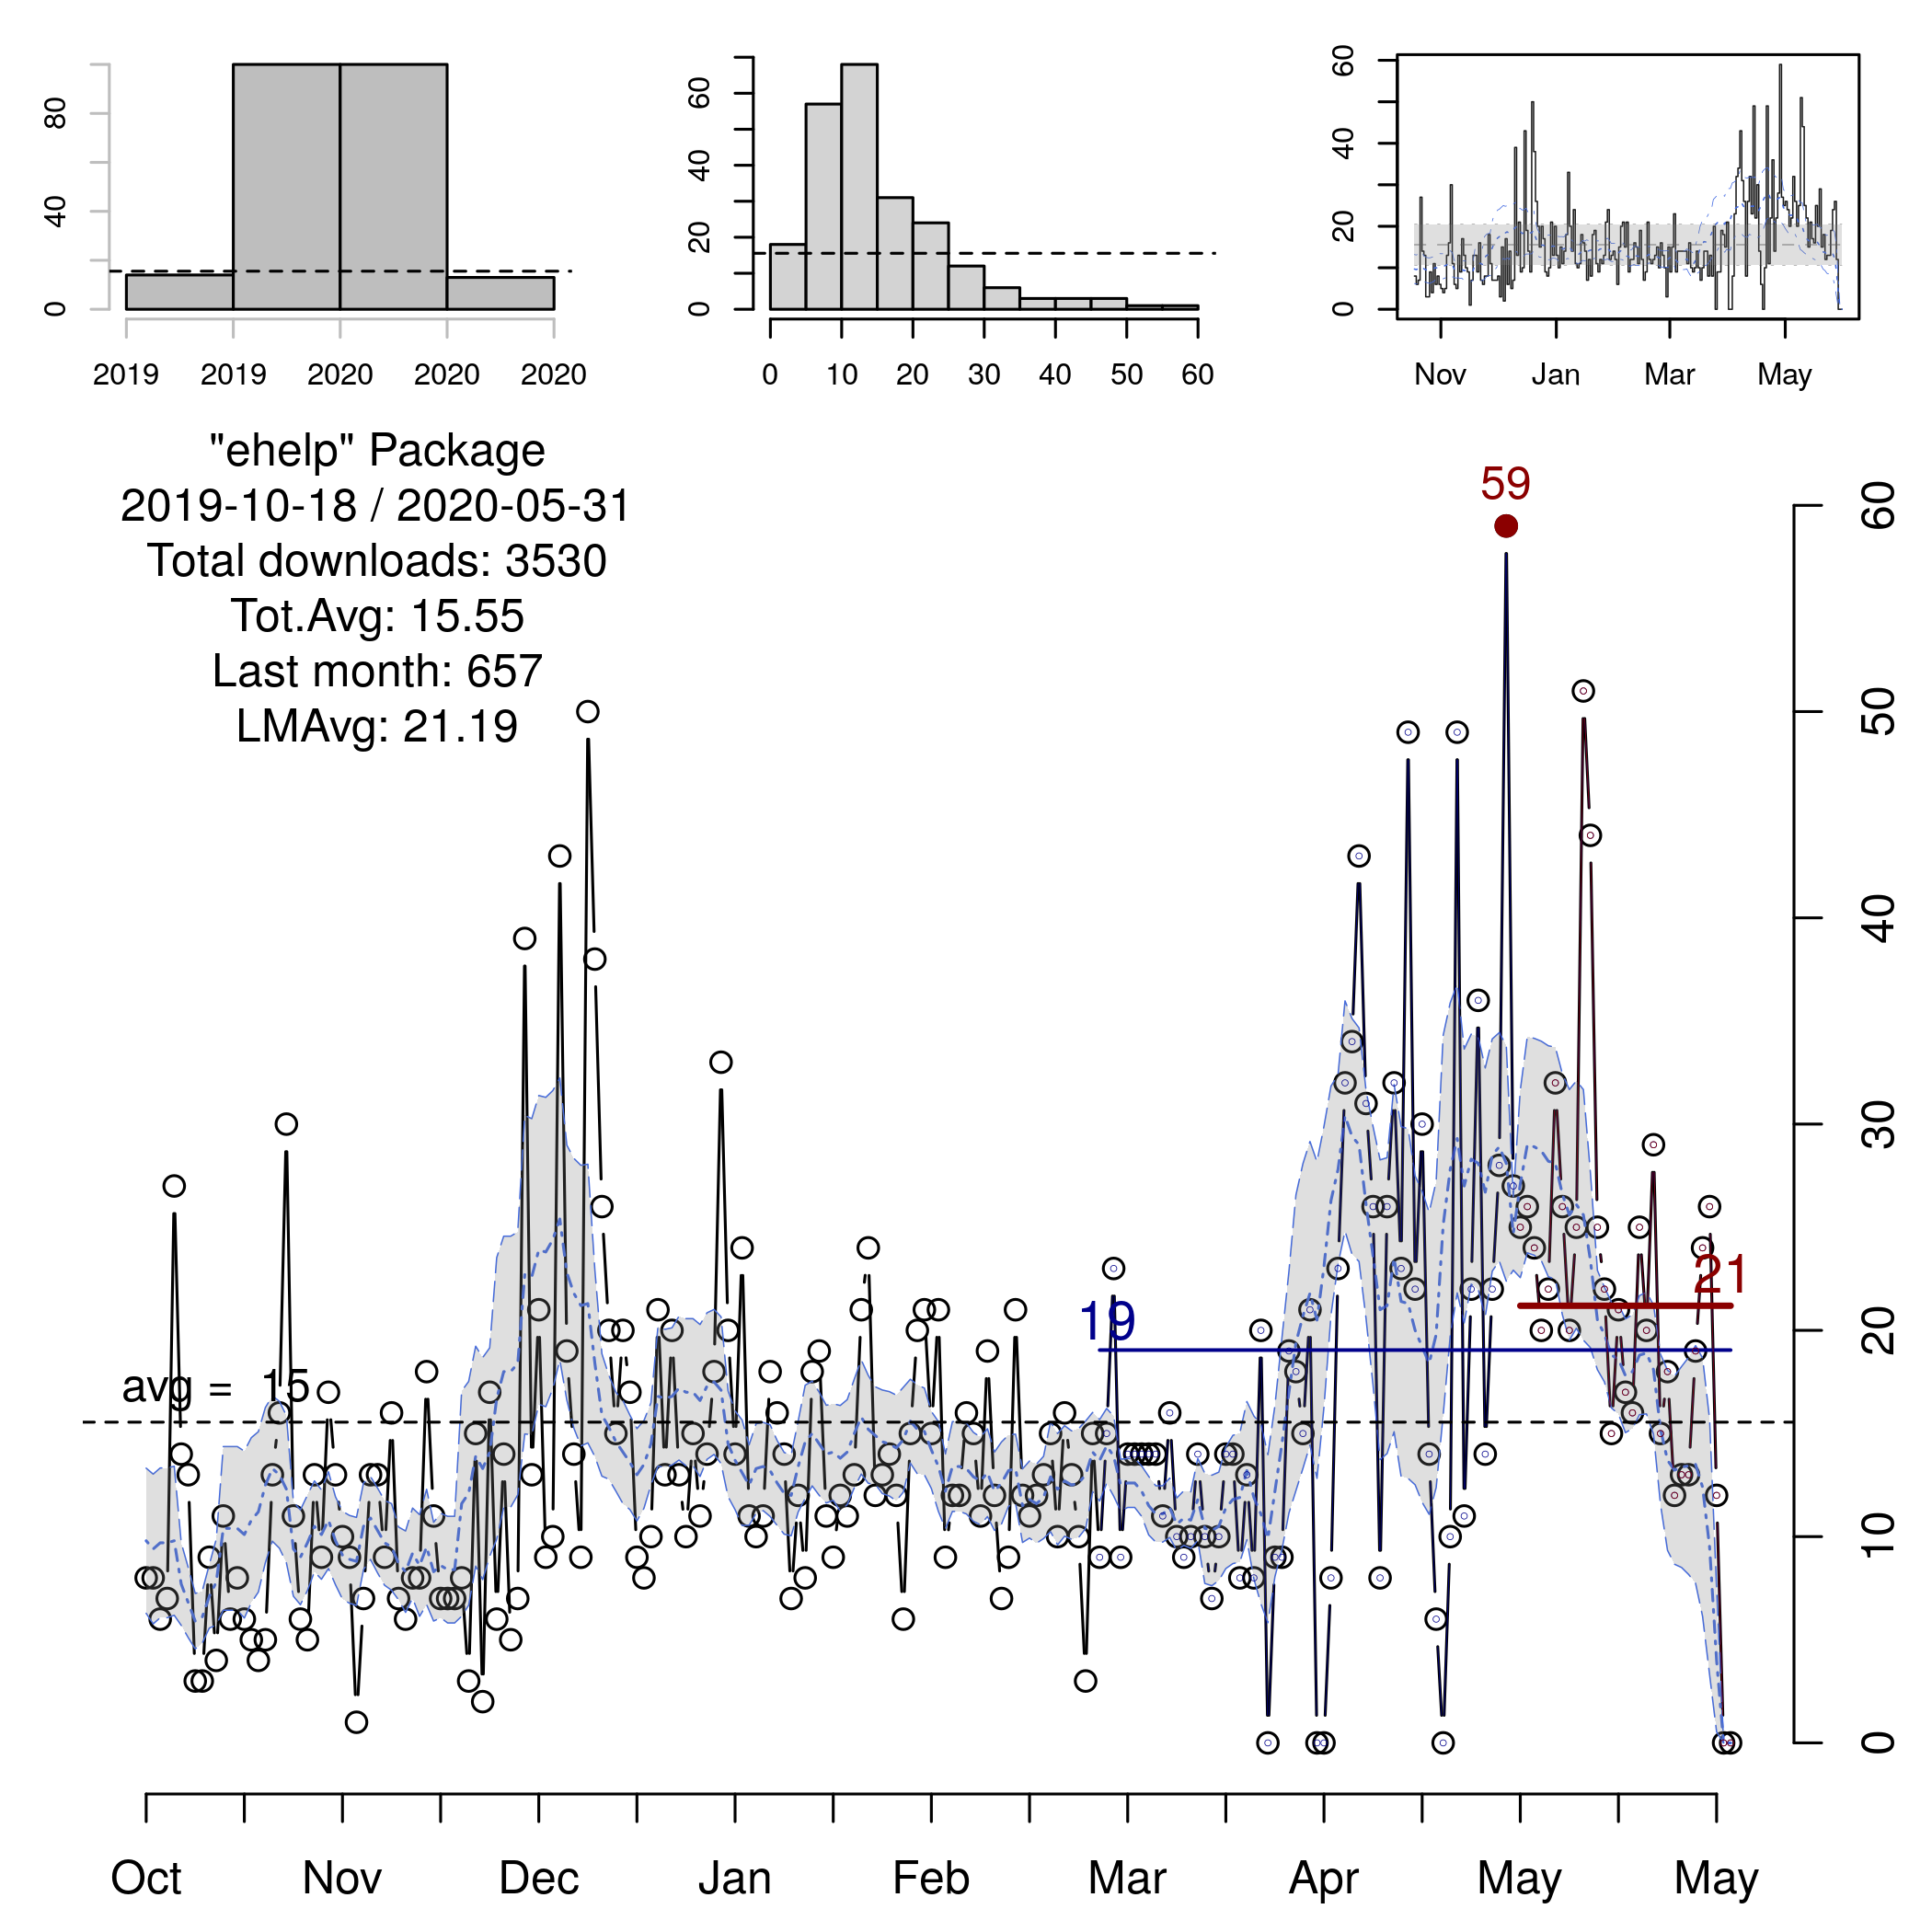 0 40 80
2019 2019 2020 2020 2020
0 20 40 60
0 10 20 30 40 50 60
0 20 40 60
Nov Jan Mar May
"ehelp" Package
2019-10-18 / 2020-05-31
Total downloads: 3530
Tot.Avg: 15.55
Last month: 657
LMAvg: 21.19
59
21
19
avg = 15
0 10 20 30 40 50 60
Oct Nov Dec Jan Feb Mar Apr May May